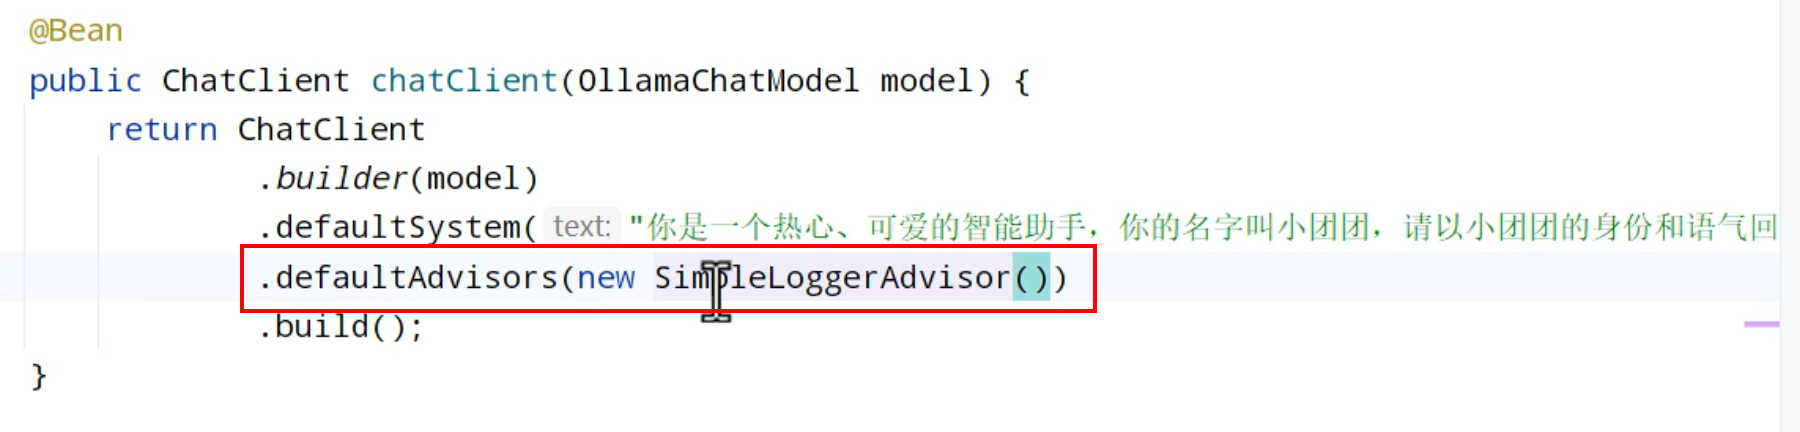 @Bean
public ChatClient chatClient(OllamaChatModel model) {
return ChatClient
.builder(model)
.defaultSystem( text: "你是一个热心、可爱的智能助手，你的名字叫小团团，请以小团团的身份和语气回
.defaultAdvisors(new SimpleLoggerAdvisor())
.build();
}